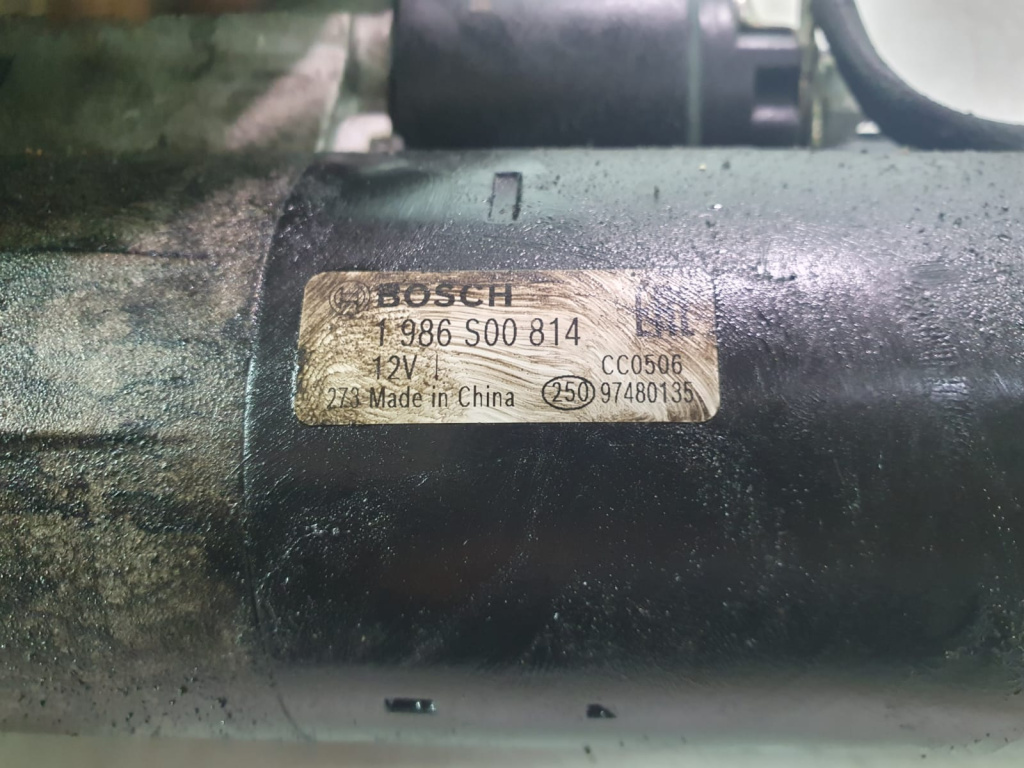 BOSCH
1 986 S00 814
12V
CC0506
273 Made in China
250 97480135